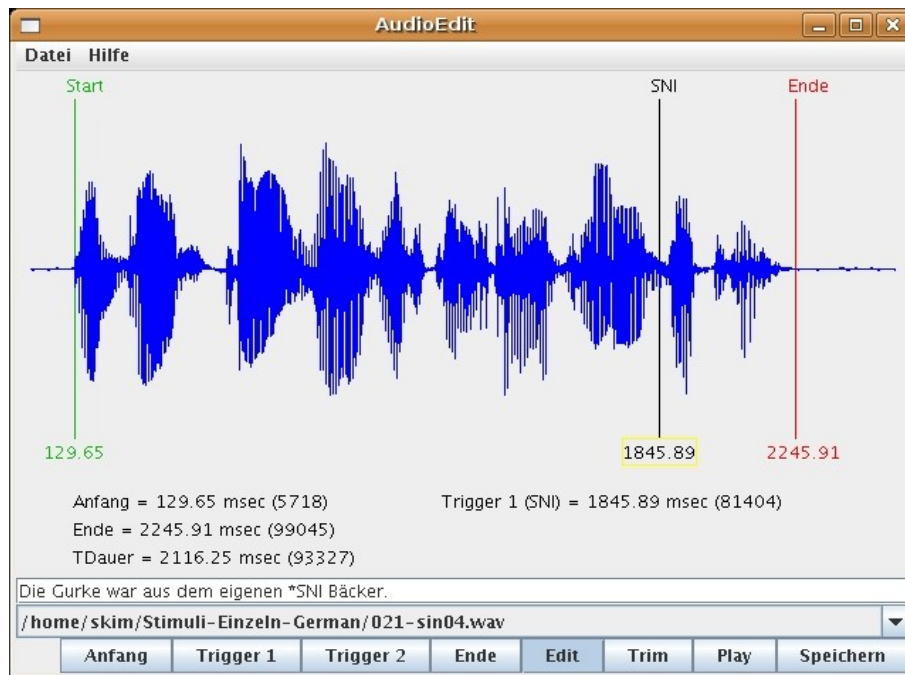 AudioEdit
Datei Hilfe
Start SNI Ende
129.65 1845.89 2245.91
Anfang = 129.65 msec (5718) Trigger 1 (SNI) = 1845.89 msec (81404)
Ende = 2245.91 msec (99045)
TDauer = 2116.25 msec (93327)
Die Gurke war aus dem eigenen *SNI Bäcker.
/home/skim/Stimuli-Einzeln-German/021-sin04.wav
Anfang Trigger 1 Trigger 2 Ende Edit Trim Play Speichern